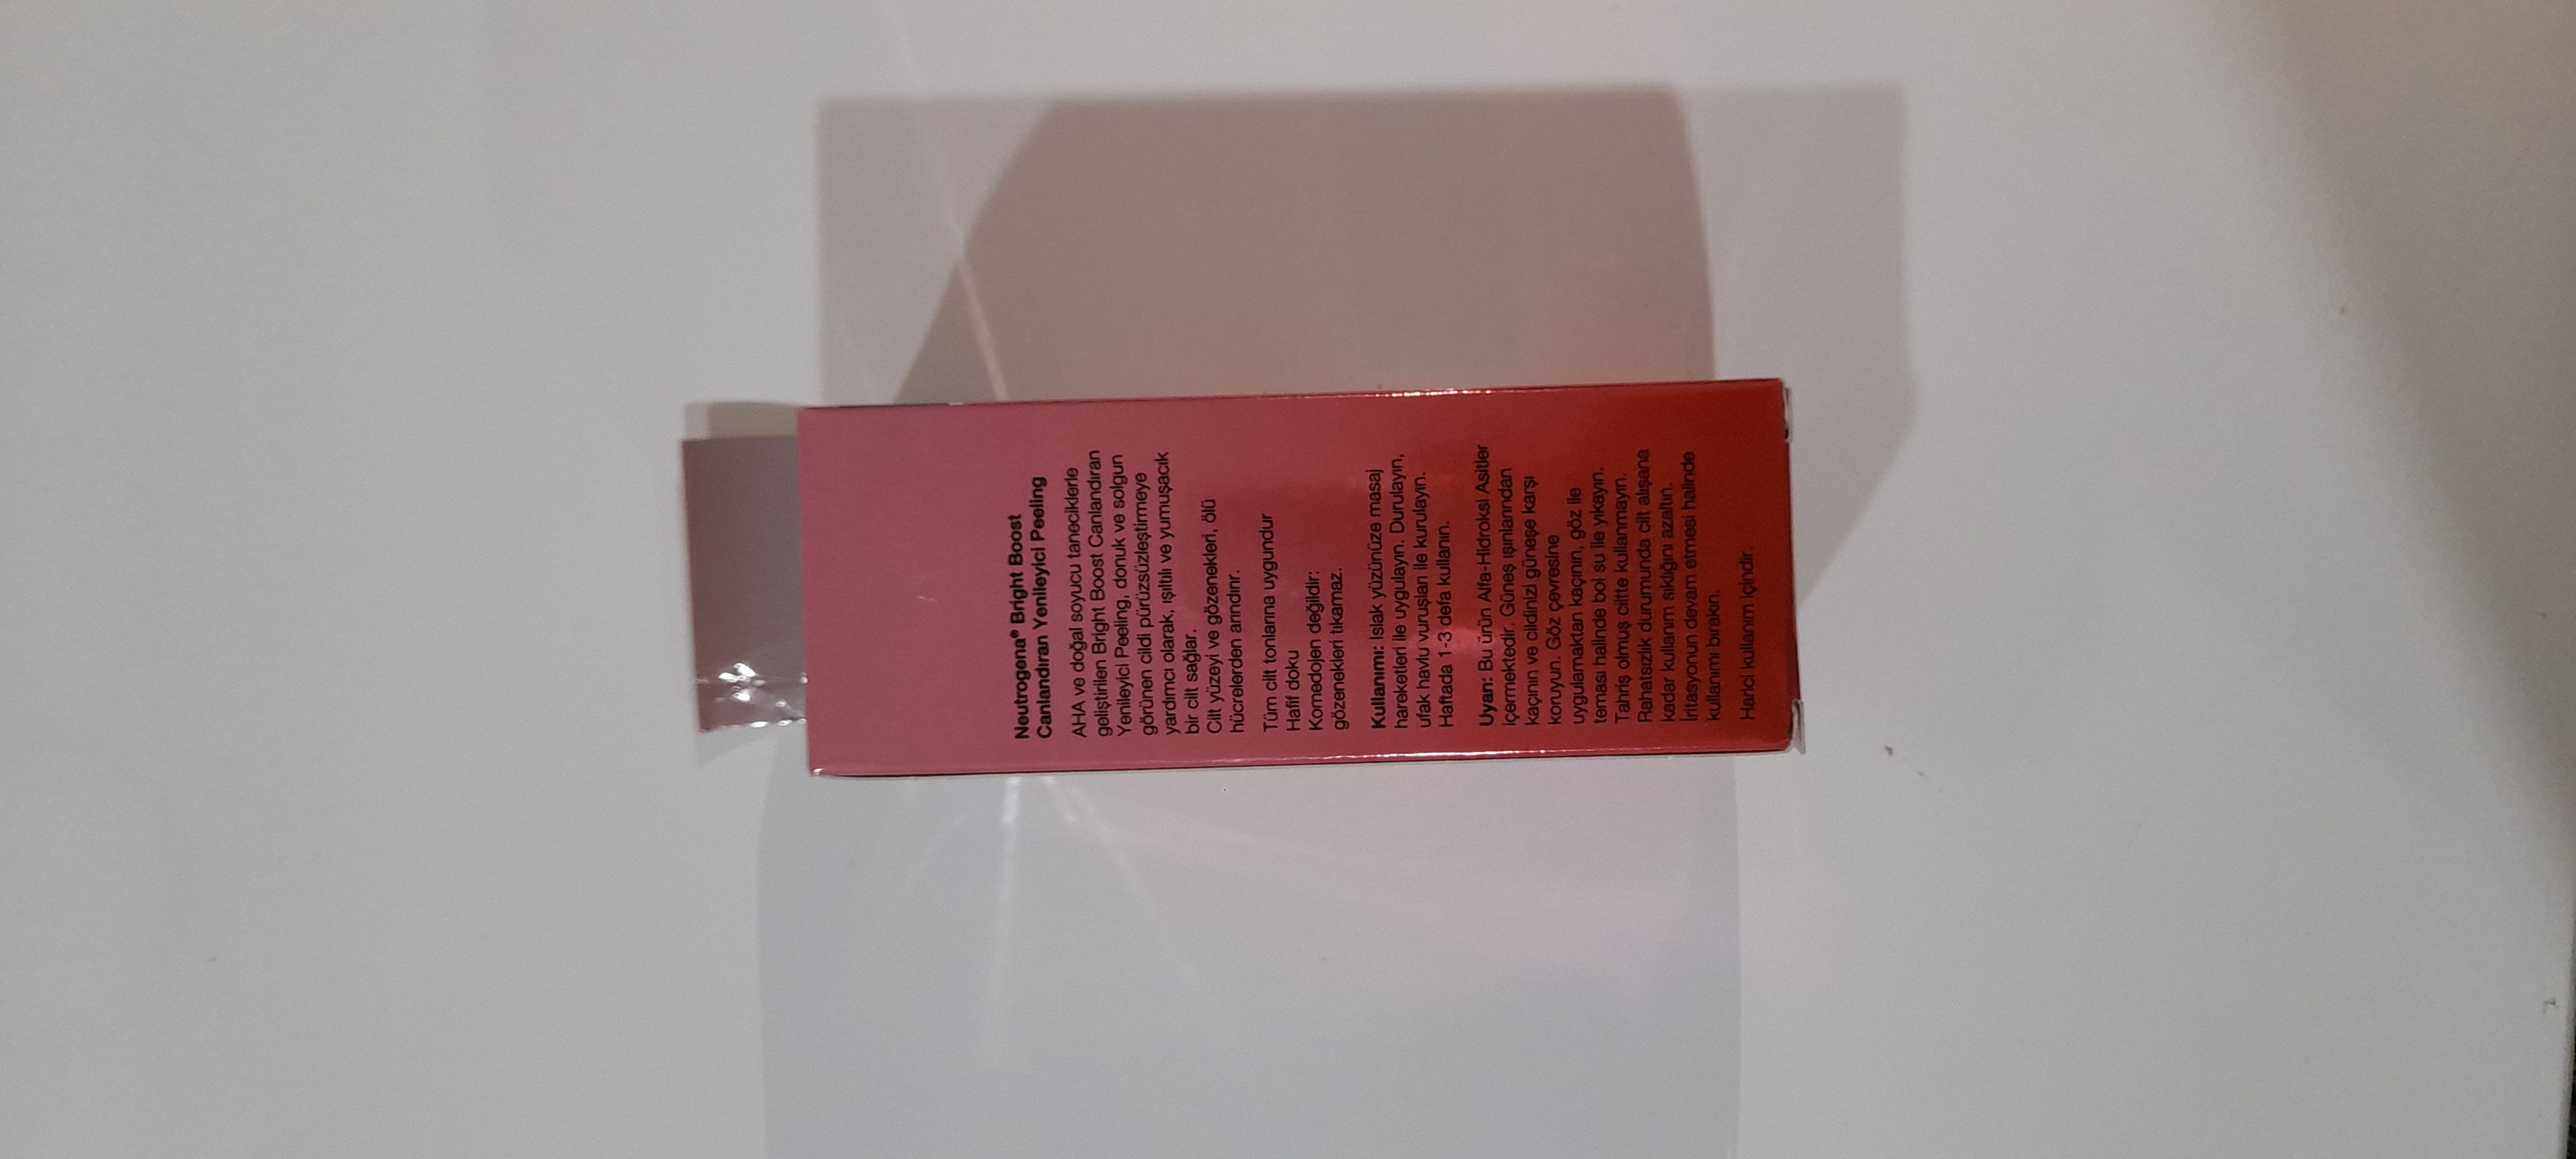 Neutrogena® Bright Boost
Canlandıran Yenileyici Peeling
AHA ve doğal soyucu taneciklerle
geliştirilen Bright Boost Canlandıran
Yenileyici Peeling, donuk ve solgun
görünen cildi pürüzsüzleştirmeye
yardımcı olarak, ışıltılı ve yumuşacık
bir cilt sağlar.
Cilt yüzeyi ve gözenekleri, ölü
hücrelerden arındırır.
Tüm cilt tonlarına uygundur
Hafif doku
Komedojen değildir:
gözenekleri tıkamaz.
Kullanımı: Islak yüzünüze masaj
hareketleri ile uygulayın. Durulayın,
ufak havlu vuruşları ile kurulayın.
Haftada 1-3 defa kullanın.
Uyarı: Bu ürün Alfa-Hidroksi Asitler
içermektedir. Güneş ışınlarından
kaçının ve cildinizi güneşe karşı
koruyun. Göz çevresine
uygulamaktan kaçının, göz ile
teması halinde bol su ile yıkayın.
Tahriş olmuş ciltte kullanmayın.
Rahatsızlık durumunda cilt alışana
kadar kullanım sıklığını azaltın.
İritasyonun devam etmesi halinde
kullanımı bırakın.
Harici kullanım içindir.